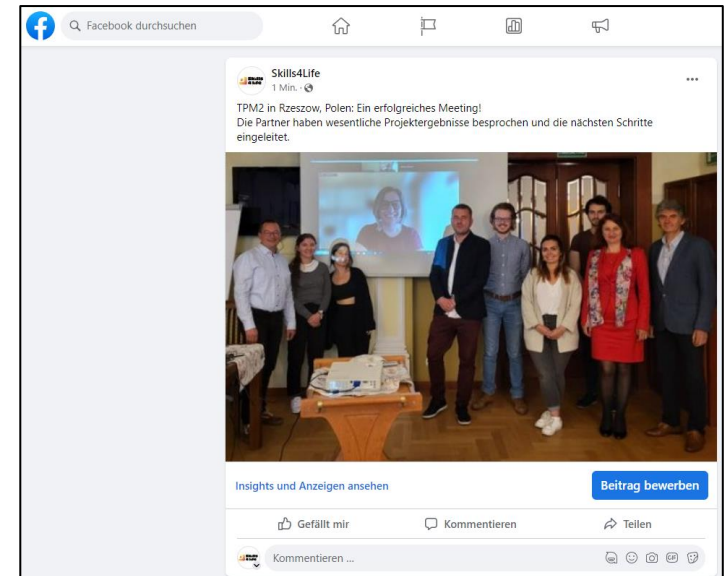 Facebook durchsuchen
Skills4Life
1 Min. ·
TPM2 in Rzeszow, Polen: Ein erfolgreiches Meeting!
Die Partner haben wesentliche Projektergebnisse besprochen und die nächsten Schritte
eingeleitet.
Insights und Anzeigen ansehen
Beitrag bewerben
Gefällt mir
Kommentieren
Teilen
Kommentieren ...
GIF